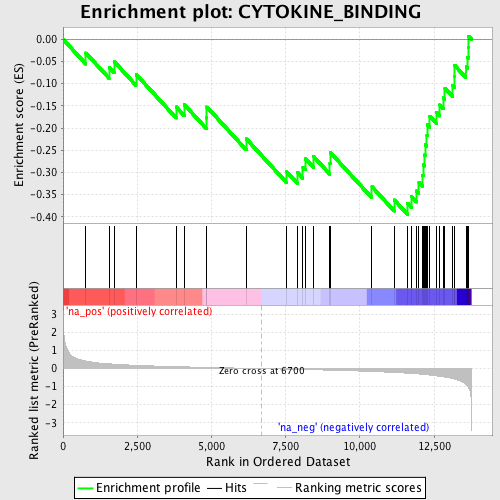 Enrichment plot: CYTOKINE_BINDING
Enrichment score (ES)
0.00
-0.05
-0.10
-0.15
-0.20
-0.25
-0.30
-0.35
-0.40
Ranked list metric (PreRanked)
3
2
1
0
-1
-2
-3
'na_pos' (positively correlated)
Zero cross at 6700
'na_neg' (negatively correlated)
0 2,500 5,000 7,500 10,000 12,500
Rank in Ordered Dataset
Enrichment profile Hits Ranking metric scores